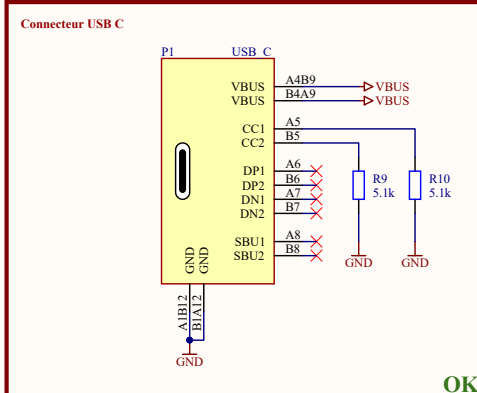 Connecteur USB C
P1 USB_C
VBUS A4B9 VBUS
VBUS B4A9 VBUS
CC1 A5
CC2 B5
DP1 A6
DP2 B6
DN1 A7
DN2 B7
R9 R10
5.1k 5.1k
SBU1 A8
SBU2 B8
GND GND
GND GND
A1B12 B1A12
GND
OK